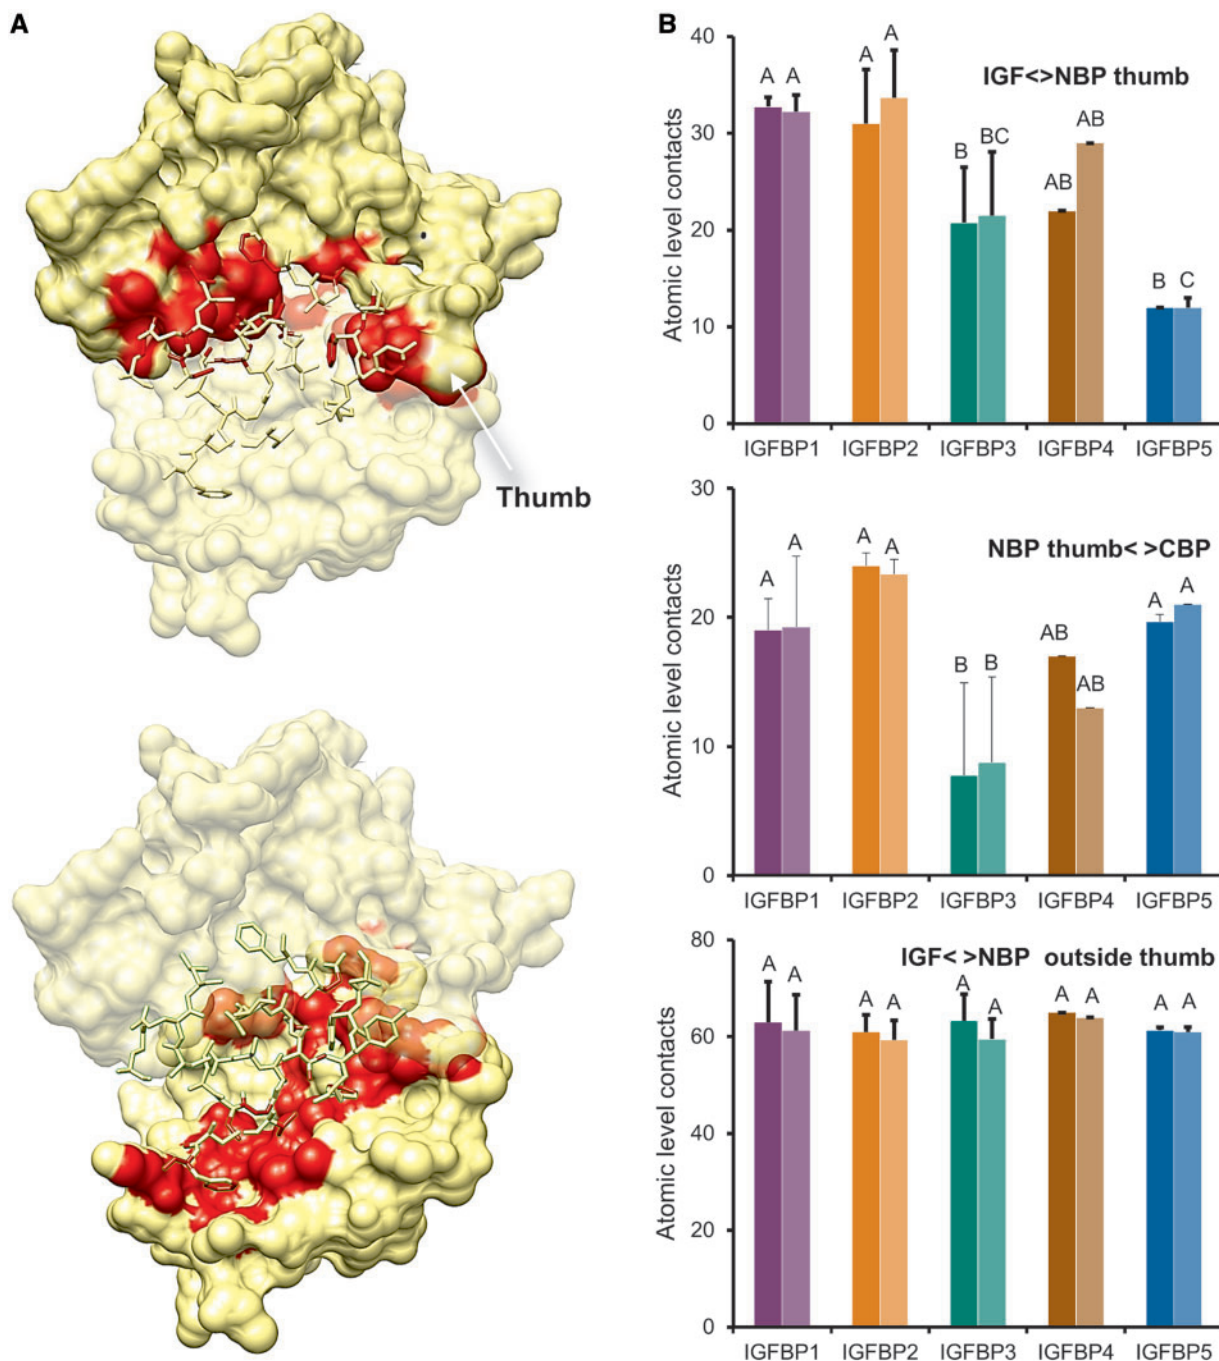 A
Thumb
B
IGF<>NBP thumb
Atomic level contacts
40
30
20
10
0
A A A A B BC AB AB B C
IGFBP1 IGFBP2 IGFBP3 IGFBP4 IGFBP5
NBP thumb< >CBP
Atomic level contacts
30
20
10
0
A A A A B B AB AB A A
IGFBP1 IGFBP2 IGFBP3 IGFBP4 IGFBP5
IGF< >NBP outside thumb
Atomic level contacts
80
60
40
20
0
A A A A A A A A A A
IGFBP1 IGFBP2 IGFBP3 IGFBP4 IGFBP5